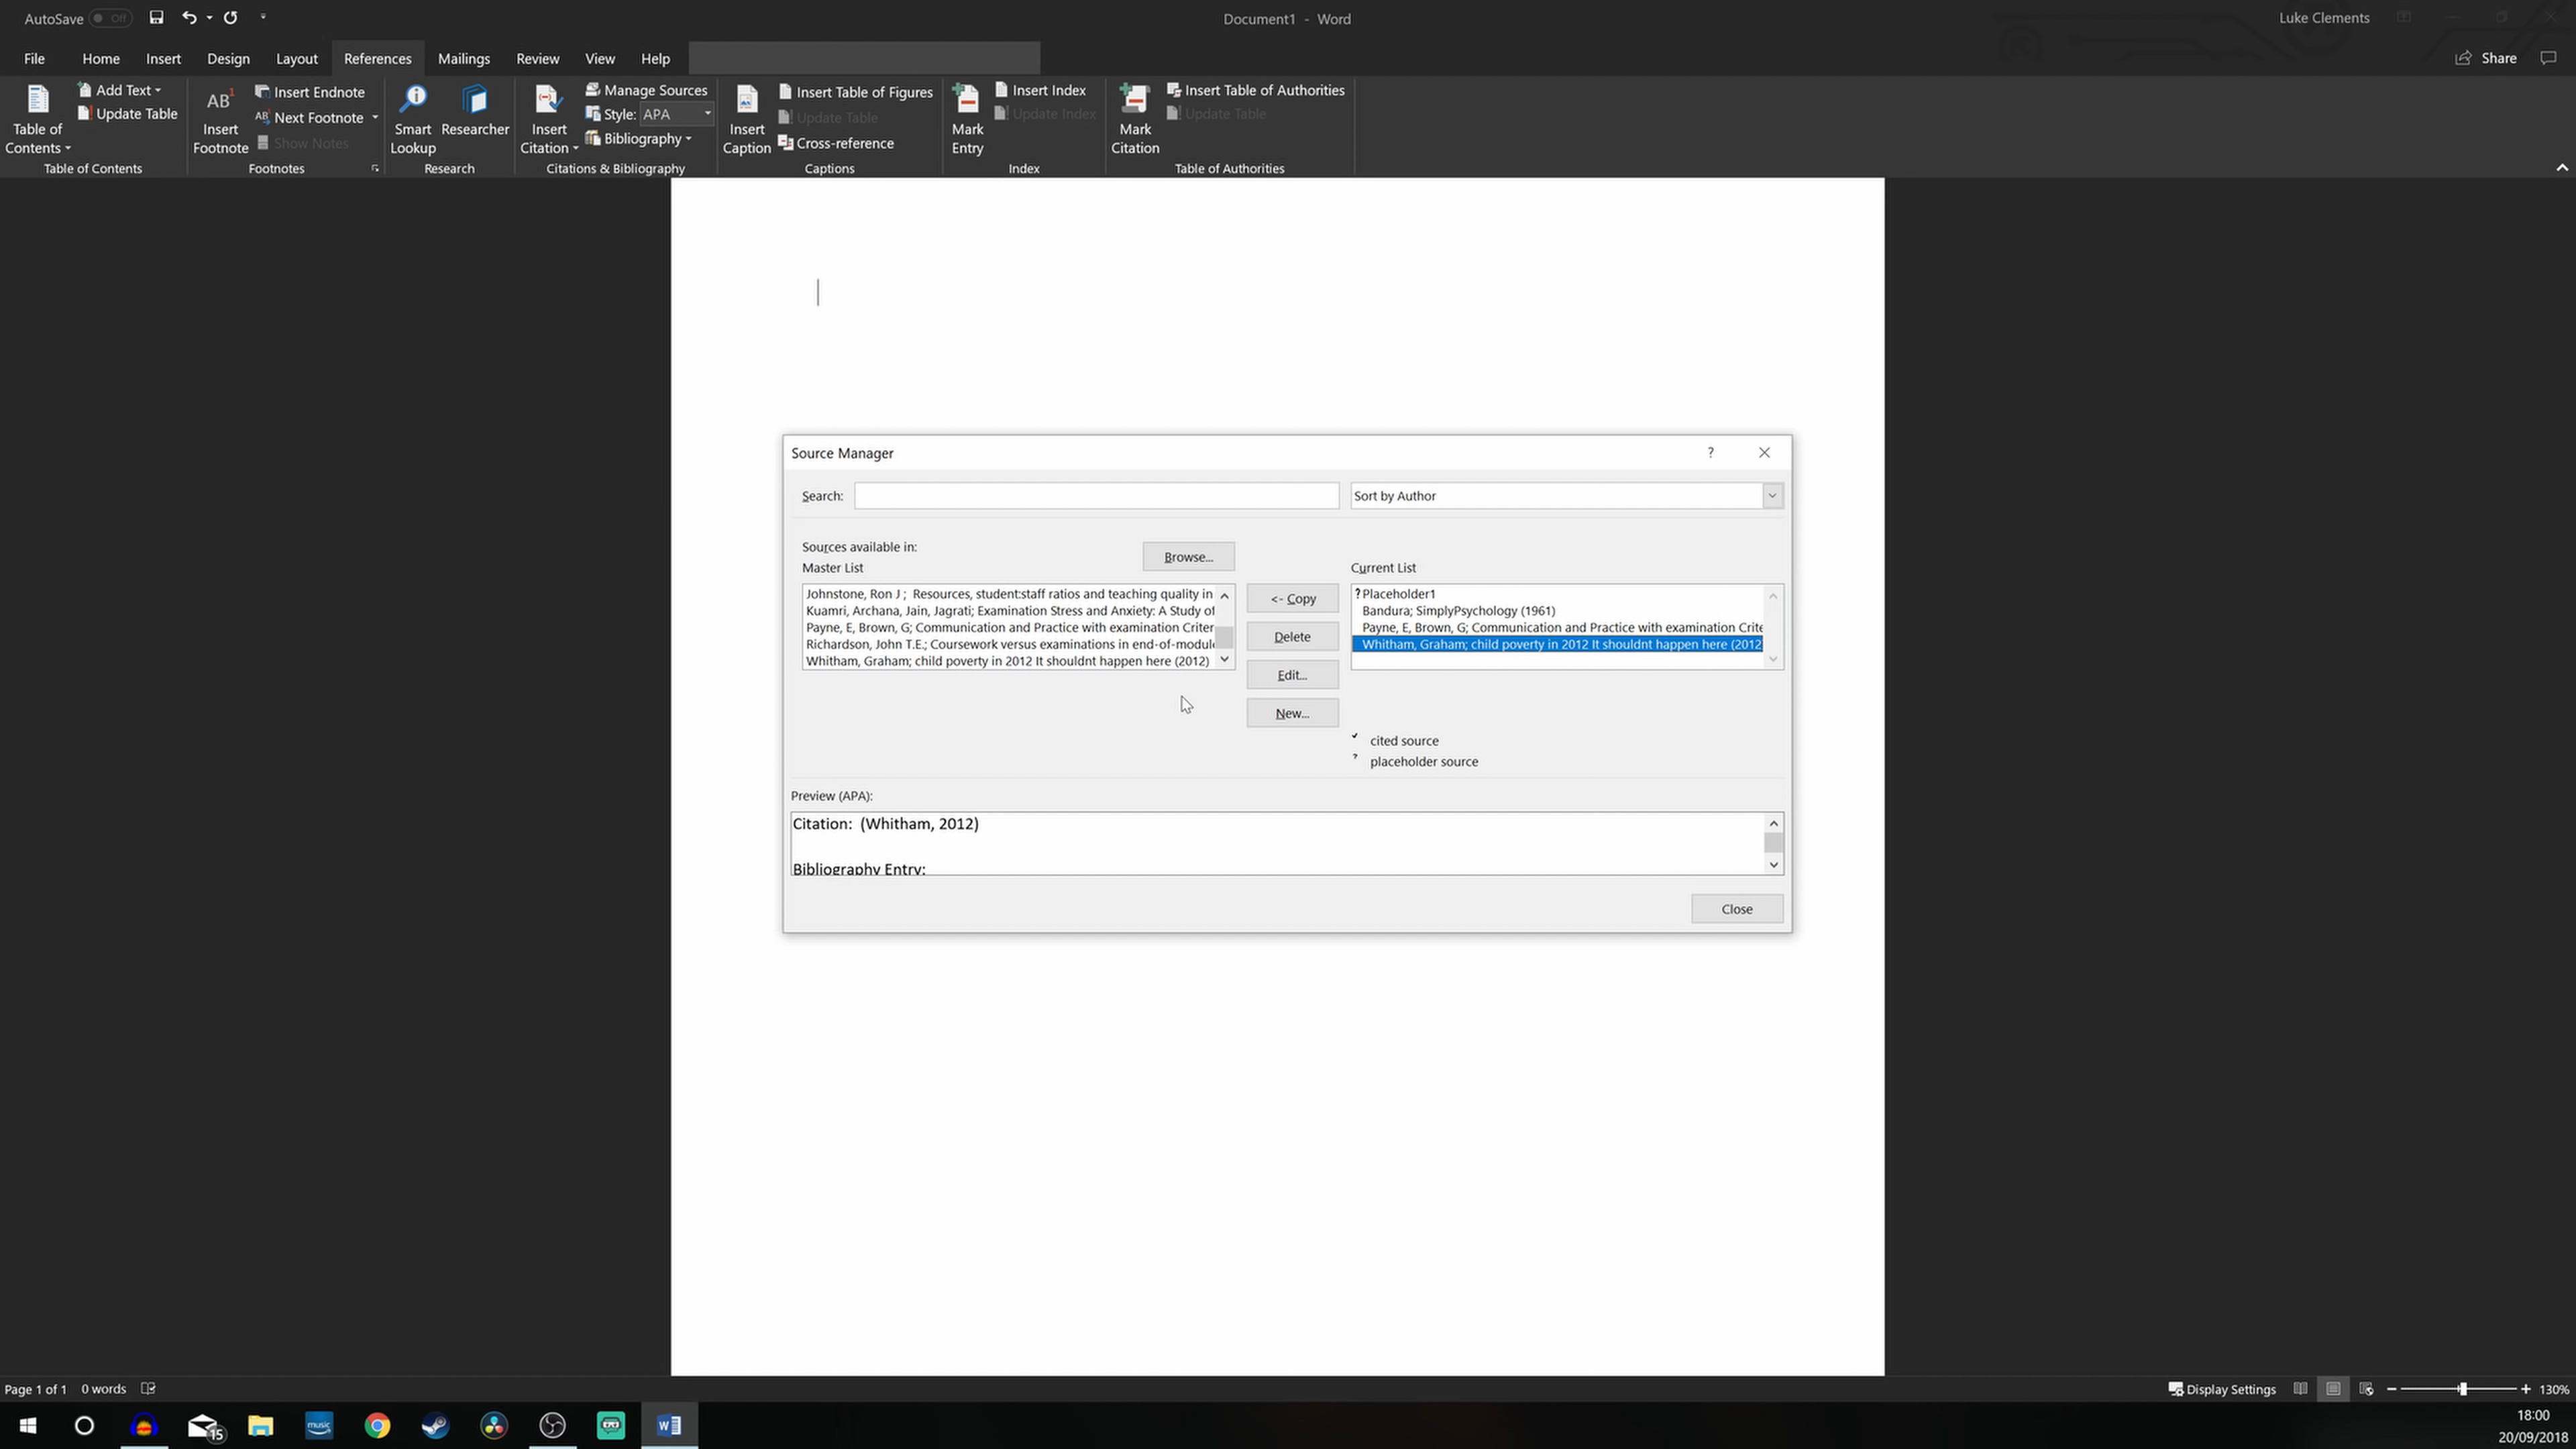 AutoSave Off
Document1 - Word
Luke Clements
File Home Insert Design Layout References Mailings Review View Help
Share
Table of Contents
Add Text
Update Table
Table of Contents
AB1 Insert Footnote
Insert Endnote
AB Next Footnote
Show Notes
Footnotes
Smart Lookup
Researcher
Research
Insert Citation
Manage Sources
Style: APA
Bibliography
Citations & Bibliography
Insert Caption
Insert Table of Figures
Update Table
Cross-reference
Captions
Mark Entry
Insert Index
Update Index
Index
Mark Citation
Insert Table of Authorities
Update Table
Table of Authorities
Source Manager
?
Search:
Sort by Author
Sources available in:
Master List
Browse...
Johnstone, Ron J ; Resources, student:staff ratios and teaching quality in
Kuamri, Archana, Jain, Jagrati; Examination Stress and Anxiety: A Study of
Payne, E, Brown, G; Communication and Practice with examination Criter
Richardson, John T.E.; Coursework versus examinations in end-of-module
Whitham, Graham; child poverty in 2012 It shouldnt happen here (2012)
<- Copy
Delete
Edit...
New...
Current List
? Placeholder1
Bandura; SimplyPsychology (1961)
Payne, E, Brown, G; Communication and Practice with examination Crite
Whitham, Graham; child poverty in 2012 It shouldnt happen here (2012
cited source
? placeholder source
Preview (APA):
Citation: (Whitham, 2012)
Bibliography Entry:
Close
Page 1 of 1 0 words
Display Settings
130%
15
music
18:00
20/09/2018